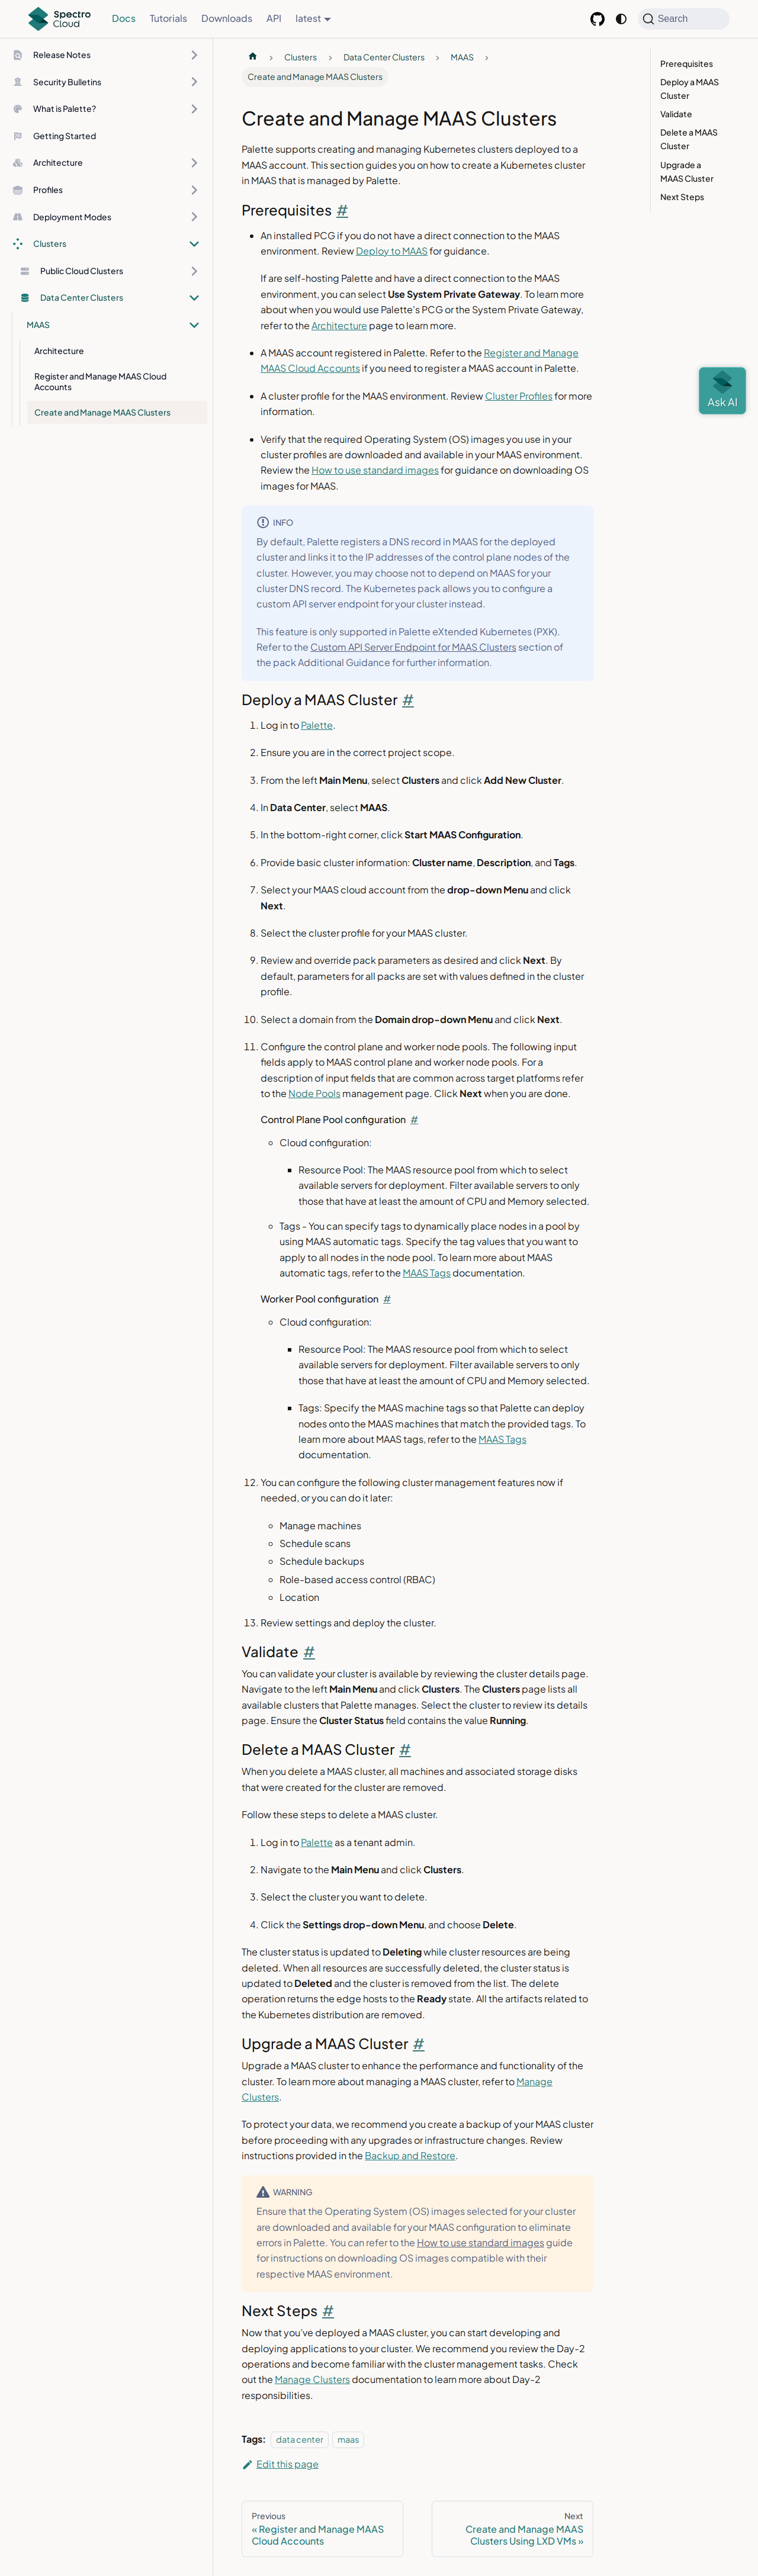 Spectro Cloud
Docs
Tutorials
Downloads
API
latest
Search
Release Notes
Security Bulletins
What is Palette?
Getting Started
Architecture
Profiles
Deployment Modes
Clusters
Public Cloud Clusters
Data Center Clusters
MAAS
Architecture
Register and Manage MAAS Cloud
Accounts
Create and Manage MAAS Clusters
Clusters
Data Center Clusters
MAAS
Create and Manage MAAS Clusters
Create and Manage MAAS Clusters
Palette supports creating and managing Kubernetes clusters deployed to a
MAAS account. This section guides you on how to create a Kubernetes cluster
in MAAS that is managed by Palette.
Prerequisites #
• An installed PCG if you do not have a direct connection to the MAAS
environment. Review Deploy to MAAS for guidance.
If are self-hosting Palette and have a direct connection to the MAAS
environment, you can select Use System Private Gateway. To learn more
about when you would use Palette's PCG or the System Private Gateway,
refer to the Architecture page to learn more.
• A MAAS account registered in Palette. Refer to the Register and Manage
MAAS Cloud Accounts if you need to register a MAAS account in Palette.
• A cluster profile for the MAAS environment. Review Cluster Profiles for more
information.
• Verify that the required Operating System (OS) images you use in your
cluster profiles are downloaded and available in your MAAS environment.
Review the How to use standard images for guidance on downloading OS
images for MAAS.
INFO
By default, Palette registers a DNS record in MAAS for the deployed
cluster and links it to the IP addresses of the control plane nodes of the
cluster. However, you may choose not to depend on MAAS for your
cluster DNS record. The Kubernetes pack allows you to configure a
custom API server endpoint for your cluster instead.
This feature is only supported in Palette eXtended Kubernetes (PXK).
Refer to the Custom API Server Endpoint for MAAS Clusters section of
the pack Additional Guidance for further information.
Deploy a MAAS Cluster #
1. Log in to Palette.
2. Ensure you are in the correct project scope.
3. From the left Main Menu, select Clusters and click Add New Cluster.
4. In Data Center, select MAAS.
5. In the bottom-right corner, click Start MAAS Configuration.
6. Provide basic cluster information: Cluster name, Description, and Tags.
7. Select your MAAS cloud account from the drop-down Menu and click
Next.
8. Select the cluster profile for your MAAS cluster.
9. Review and override pack parameters as desired and click Next. By
default, parameters for all packs are set with values defined in the cluster
profile.
10. Select a domain from the Domain drop-down Menu and click Next.
11. Configure the control plane and worker node pools. The following input
fields apply to MAAS control plane and worker node pools. For a
description of input fields that are common across target platforms refer
to the Node Pools management page. Click Next when you are done.
Control Plane Pool configuration #
Cloud configuration:
Resource Pool: The MAAS resource pool from which to select
available servers for deployment. Filter available servers to only
those that have at least the amount of CPU and Memory selected.
Tags - You can specify tags to dynamically place nodes in a pool by
using MAAS automatic tags. Specify the tag values that you want to
apply to all nodes in the node pool. To learn more about MAAS
automatic tags, refer to the MAAS Tags documentation.
Worker Pool configuration #
Cloud configuration:
Resource Pool: The MAAS resource pool from which to select
available servers for deployment. Filter available servers to only
those that have at least the amount of CPU and Memory selected.
Tags: Specify the MAAS machine tags so that Palette can deploy
nodes onto the MAAS machines that match the provided tags. To
learn more about MAAS tags, refer to the MAAS Tags
documentation.
12. You can configure the following cluster management features now if
needed, or you can do it later:
Manage machines
Schedule scans
Schedule backups
Role-based access control (RBAC)
Location
13. Review settings and deploy the cluster.
Validate #
You can validate your cluster is available by reviewing the cluster details page.
Navigate to the left Main Menu and click Clusters. The Clusters page lists all
available clusters that Palette manages. Select the cluster to review its details
page. Ensure the Cluster Status field contains the value Running.
Delete a MAAS Cluster #
When you delete a MAAS cluster, all machines and associated storage disks
that were created for the cluster are removed.
Follow these steps to delete a MAAS cluster.
1. Log in to Palette as a tenant admin.
2. Navigate to the Main Menu and click Clusters.
3. Select the cluster you want to delete.
4. Click the Settings drop-down Menu, and choose Delete.
The cluster status is updated to Deleting while cluster resources are being
deleted. When all resources are successfully deleted, the cluster status is
updated to Deleted and the cluster is removed from the list. The delete
operation returns the edge hosts to the Ready state. All the artifacts related to
the Kubernetes distribution are removed.
Upgrade a MAAS Cluster #
Upgrade a MAAS cluster to enhance the performance and functionality of the
cluster. To learn more about managing a MAAS cluster, refer to Manage
Clusters.
To protect your data, we recommend you create a backup of your MAAS cluster
before proceeding with any upgrades or infrastructure changes. Review
instructions provided in the Backup and Restore.
WARNING
Ensure that the Operating System (OS) images selected for your cluster
are downloaded and available for your MAAS configuration to eliminate
errors in Palette. You can refer to the How to use standard images guide
for instructions on downloading OS images compatible with their
respective MAAS environment.
Next Steps #
Now that you've deployed a MAAS cluster, you can start developing and
deploying applications to your cluster. We recommend you review the Day-2
operations and become familiar with the cluster management tasks. Check
out the Manage Clusters documentation to learn more about Day-2
responsibilities.
Tags: data center maas
Edit this page
Previous
« Register and Manage MAAS
Cloud Accounts
Next
Create and Manage MAAS
Clusters Using LXD VMs »
Prerequisites
Deploy a MAAS
Cluster
Validate
Delete a MAAS
Cluster
Upgrade a
MAAS Cluster
Next Steps
Ask AI